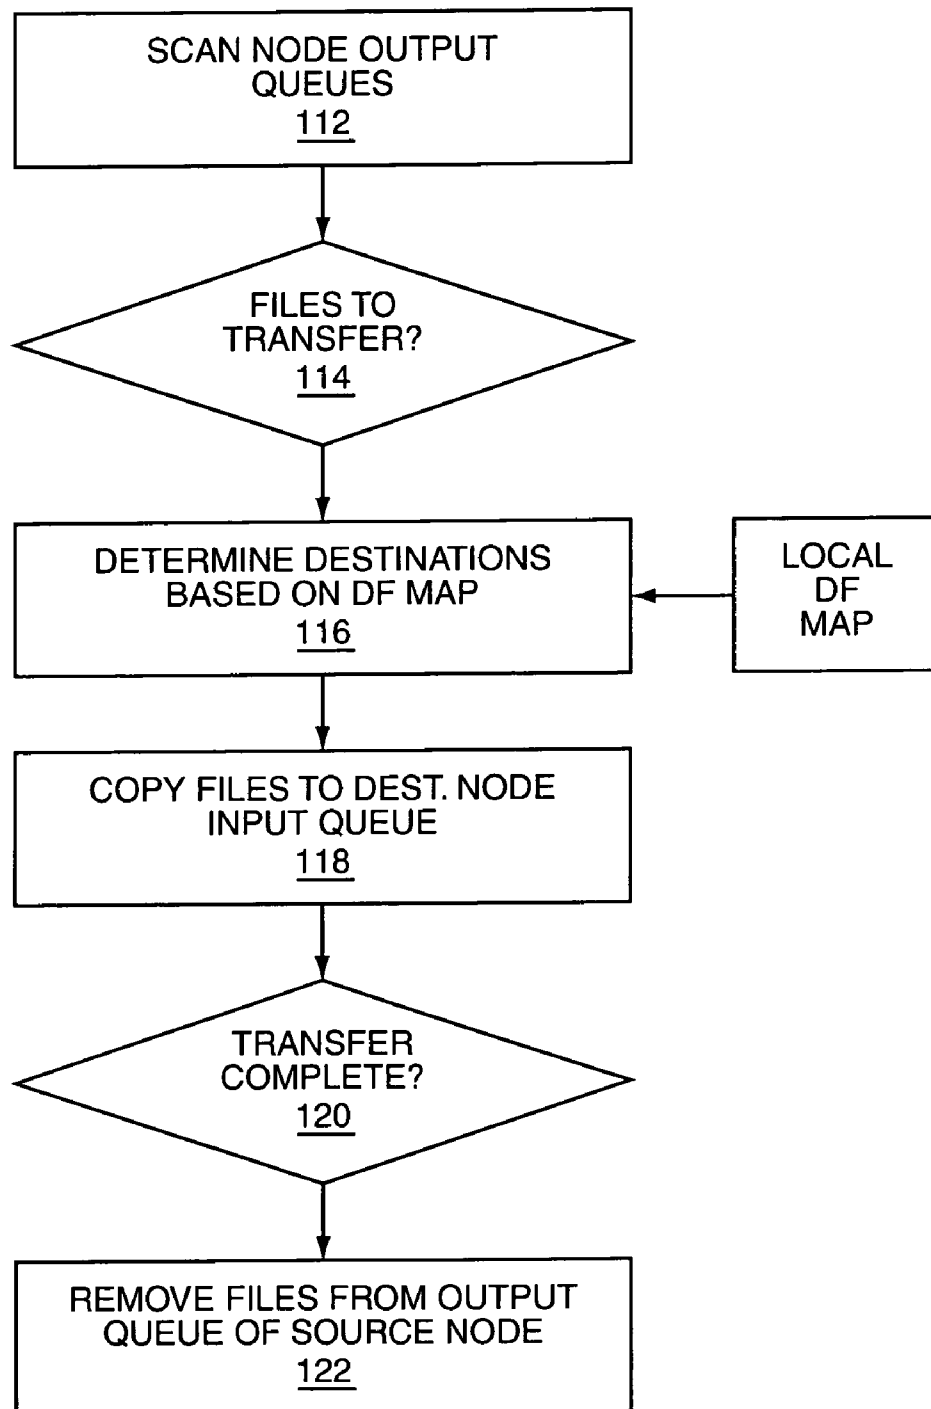 SCAN NODE OUTPUT
QUEUES
112
FILES TO
TRANSFER?
114
DETERMINE DESTINATIONS
BASED ON DF MAP
116
LOCAL
DF
MAP
COPY FILES TO DEST. NODE
INPUT QUEUE
118
TRANSFER
COMPLETE?
120
REMOVE FILES FROM OUTPUT
QUEUE OF SOURCE NODE
122